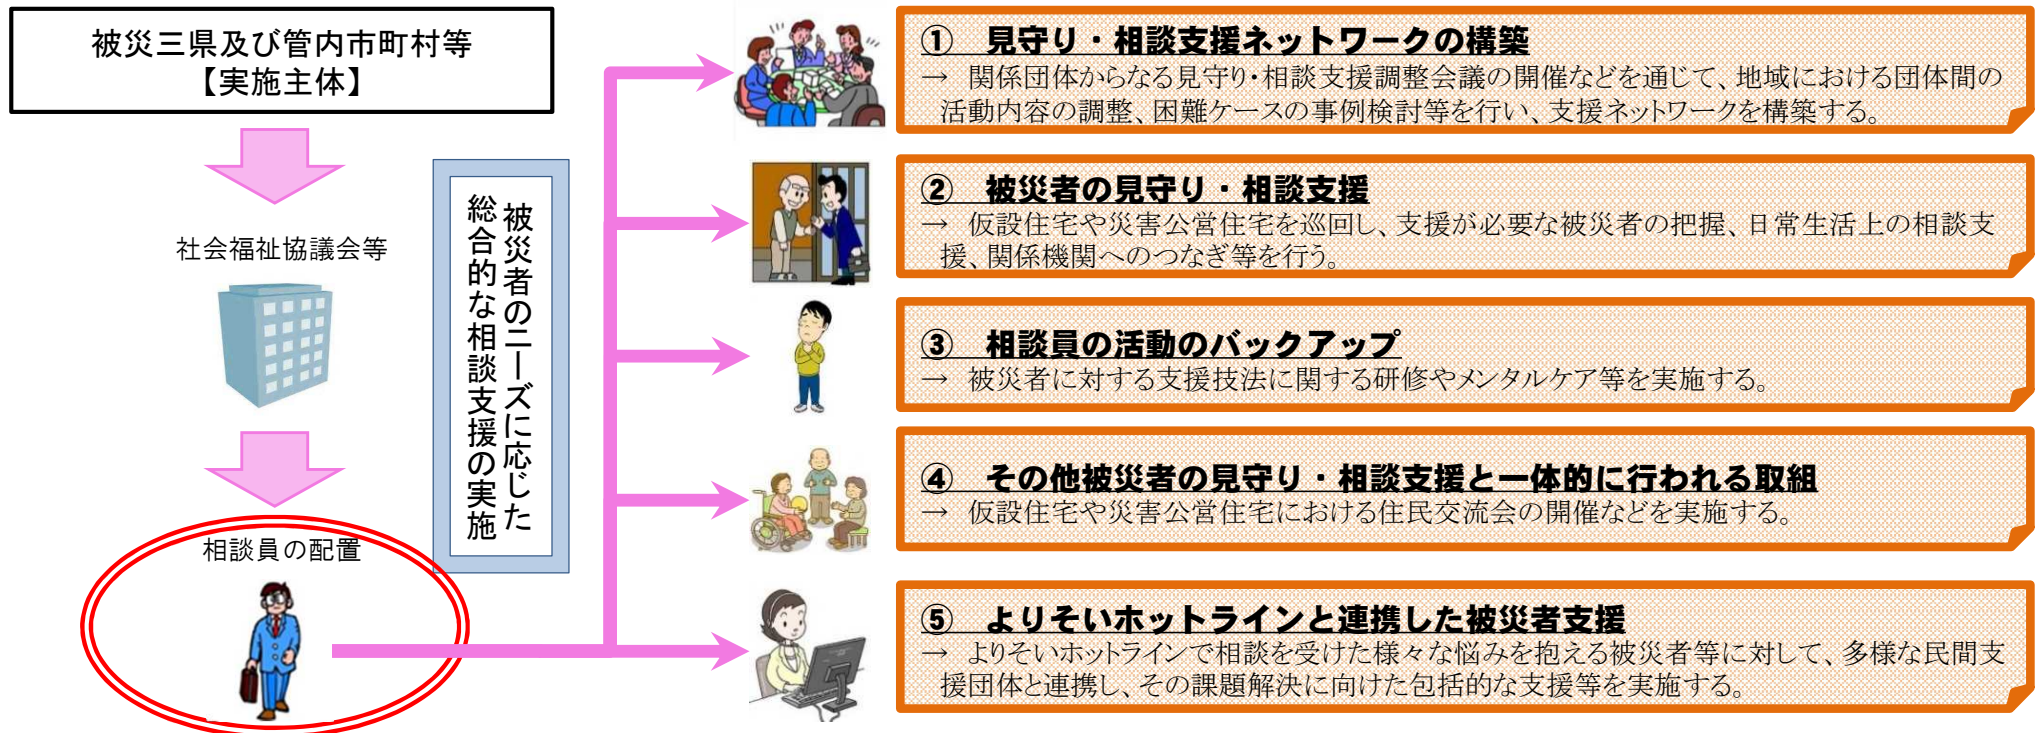 被災三県及び管内市町村等
【実施主体】
社会福祉協議会等
相談員の配置
被災者のニーズに応じた
総合的な相談支援の実施
① 見守り・相談支援ネットワークの構築
→ 関係団体からなる見守り・相談支援調整会議の開催などを通じて、地域における団体間の
活動内容の調整、困難ケースの事例検討等を行い、支援ネットワークを構築する。
② 被災者の見守り・相談支援
→ 仮設住宅や災害公営住宅を巡回し、支援が必要な被災者の把握、日常生活上の相談支
援、関係機関へのつなぎ等を行う。
③ 相談員の活動のバックアップ
→ 被災者に対する支援技法に関する研修やメンタルケア等を実施する。
④ その他被災者の見守り・相談支援と一体的に行われる取組
→ 仮設住宅や災害公営住宅における住民交流会の開催などを実施する。
⑤ よりそいホットラインと連携した被災者支援
→ よりそいホットラインで相談を受けた様々な悩みを抱える被災者等に対して、多様な民間支
援団体と連携し、その課題解決に向けた包括的な支援等を実施する。